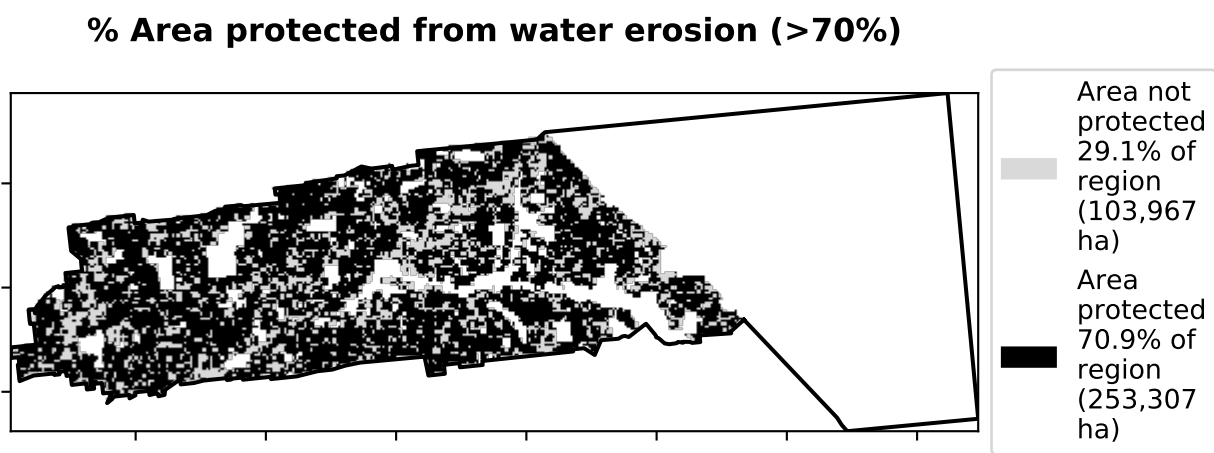 % Area protected from water erosion (>70%)
Area not
protected
29.1% of
region
(103,967
ha)
Area
protected
70.9% of
region
(253,307
ha)